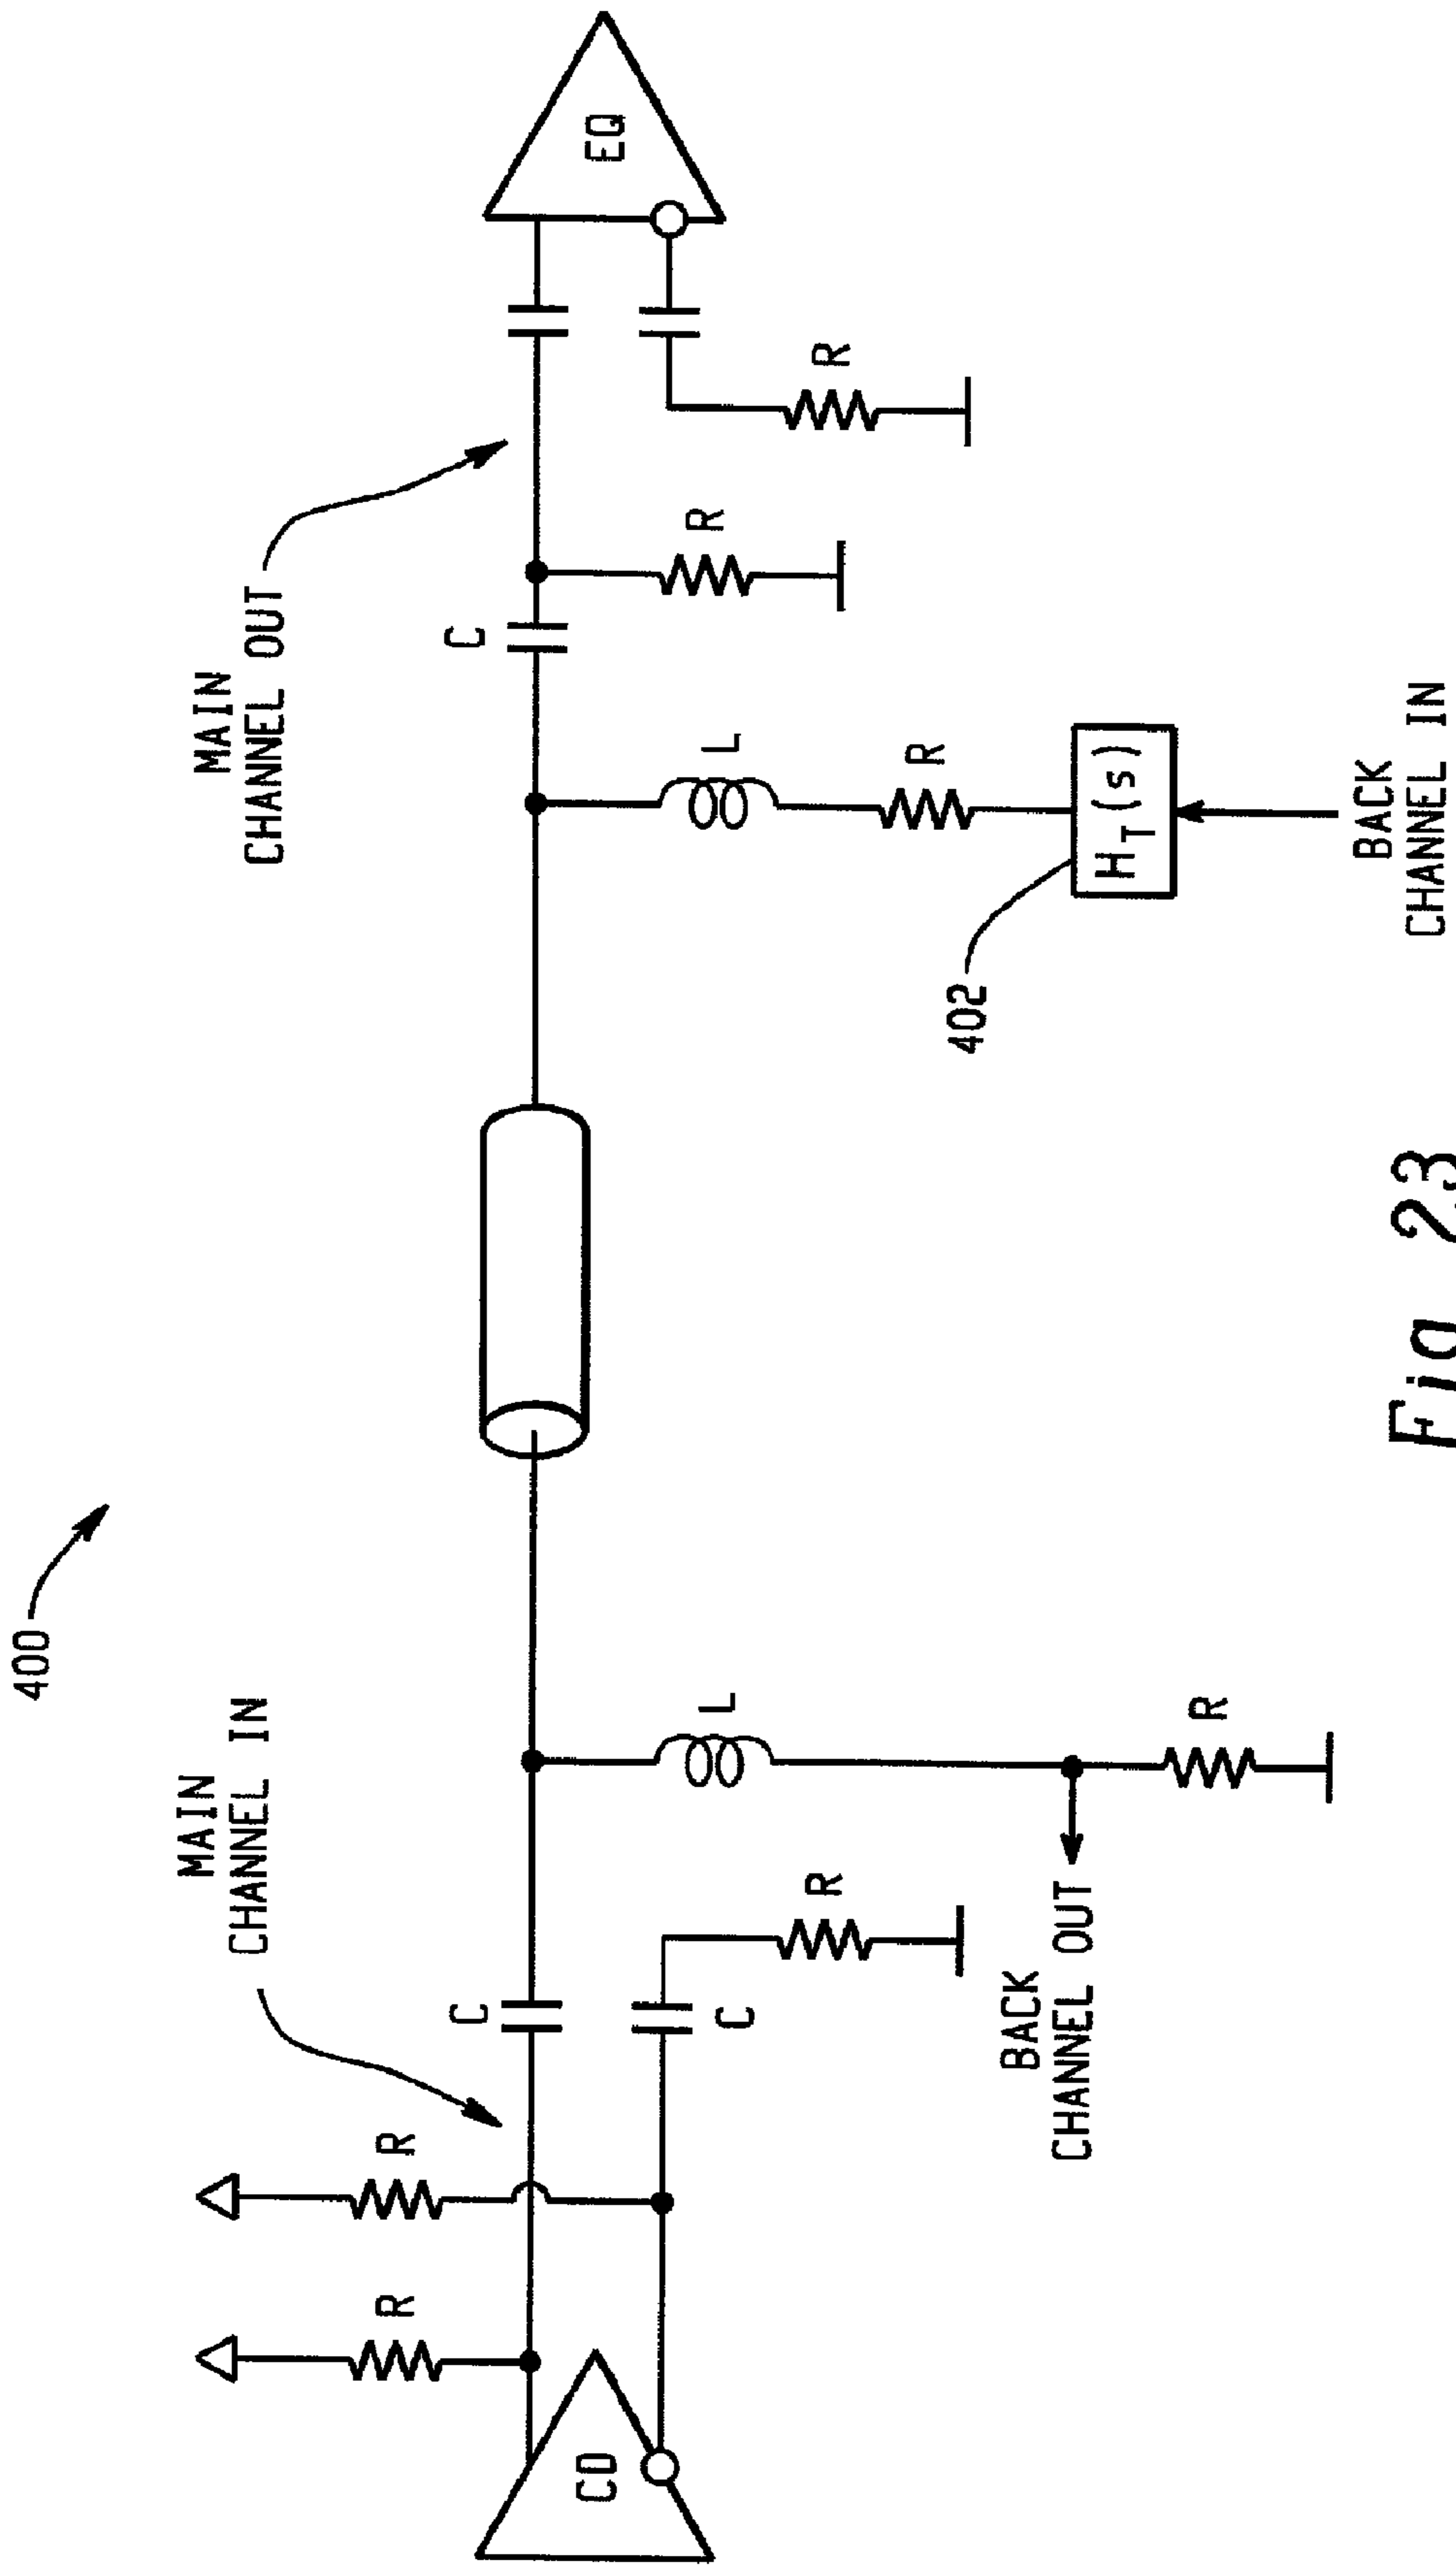 400
MAIN
CHANNEL IN
MAIN
CHANNEL OUT
R
R
C
C
R
L
C
L
R
R
R
CD
EQ
BACK
CHANNEL OUT
R
402
H_T(s)
BACK
CHANNEL IN
Fig 23